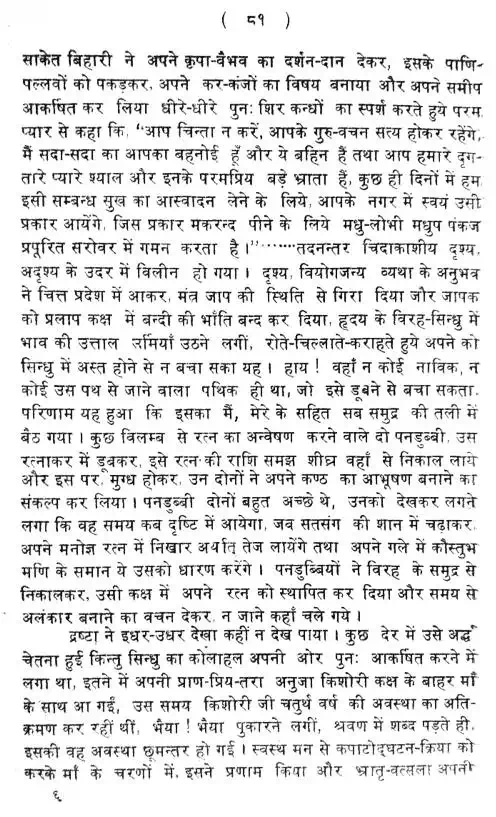 ( ८१ )
साकेत बिहारी ने अपने कृपा-वैभव का दर्शन-दान देकर, इसके पाणि-
पल्लवों को पकड़कर, अपने कर-कंजों का विषय बनाया और अपने समीप
आकर्षित कर लिया धीरे-धीरे पुनः शिर कन्धों का स्पर्श करते हुये परम
प्यार से कहा कि, "आप चिन्ता न करें, आपके गुरु-वचन सत्य होकर रहेंगे,
मैं सदा-सदा का आपका बहनोई हूँ और ये बहिन हैं तथा आप हमारे दृग-
तारे प्यारे श्याल और इनके परमप्रिय बड़े भ्राता हैं, कुछ ही दिनों में हम
इसी सम्बन्ध सुख का आस्वादन लेने के लिये, आपके नगर में स्वयं उसी
प्रकार आयेंगे, जिस प्रकार मकरन्द पीने के लिये मधु-लोभी मधुप पंकज
प्रपूरित सरोवर में गमन करता है।"·······तदनन्तर चिदाकाशीय दृश्य,
अदृश्य के उदर में विलीन हो गया। दृश्य, वियोगजन्य व्यथा के अनुभव
ने चित्त प्रदेश में आकर, मंत्र जाप की स्थिति से गिरा दिया और जापक
को प्रलाप कक्ष में बन्दी की भाँति बन्द कर दिया, हृदय के विरह-सिन्धु में
भाव की उत्ताल उर्मियाँ उठने लगीं, रोते-चिल्लाते-कराहते हुये अपने को
सिन्धु में अस्त होने से न बचा सका यह। हाय! वहाँ न कोई नाविक, न
कोई उस पथ से जाने वाला पथिक ही था, जो इसे डूबने से बचा सकता.
परिणाम यह हुआ कि इसका मैं, मेरे के सहित सब समुद्र की तली में
बैठ गया। कुछ विलम्ब से रत्न का अन्वेषण करने वाले दो पनडुब्बी, उस
रत्नाकर में डूबकर, इसे रत्न की राशि समझ शीघ्र वहाँ से निकाल लाये
और इस पर मुग्ध होकर, उन दोनों ने अपने कण्ठ का आभूषण बनाने का
संकल्प कर लिया। पनडुब्बी दोनों बहुत अच्छे थे, उनको देखकर लगने
लगा कि वह समय कब दृष्टि में आयेगा, जब सतसंग की शान में चढ़ाकर,
अपने मनोज्ञ रत्न में निखार अर्थात् तेज लायेंगे तथा अपने गले में कौस्तुभ
मणि के समान ये उसको धारण करेंगे। पनडुब्बियों ने विरह के समुद्र से
निकालकर, उसी कक्ष में अपने रत्न को स्थापित कर दिया और समय से
अलंकार बनाने का वचन देकर, न जाने कहाँ चले गये।
द्रष्टा ने इधर-उधर देखा कहीं न देख पाया। कुछ देर में उसे अर्द्ध
चेतना हुई किन्तु सिन्धु का कोलाहल अपनी ओर पुनः आकर्षित करने में
लगा था, इतने में अपनी प्राण-प्रिय-तरा अनुजा किशोरी कक्ष के बाहर माँ
के साथ आ गईं, उस समय किशोरी जी चतुर्थ वर्ष की अवस्था का अति-
क्रमण कर रहीं थीं, भैया! भैया पुकारने लगीं, श्रवण में शब्द पड़ते ही,
इसकी वह अवस्था छूमन्तर हो गई। स्वस्थ मन से कपाटोद्घटन-क्रिया को
करके माँ के चरणों में, इसने प्रणाम किया और भ्रातृ-वत्सला अपनी
६